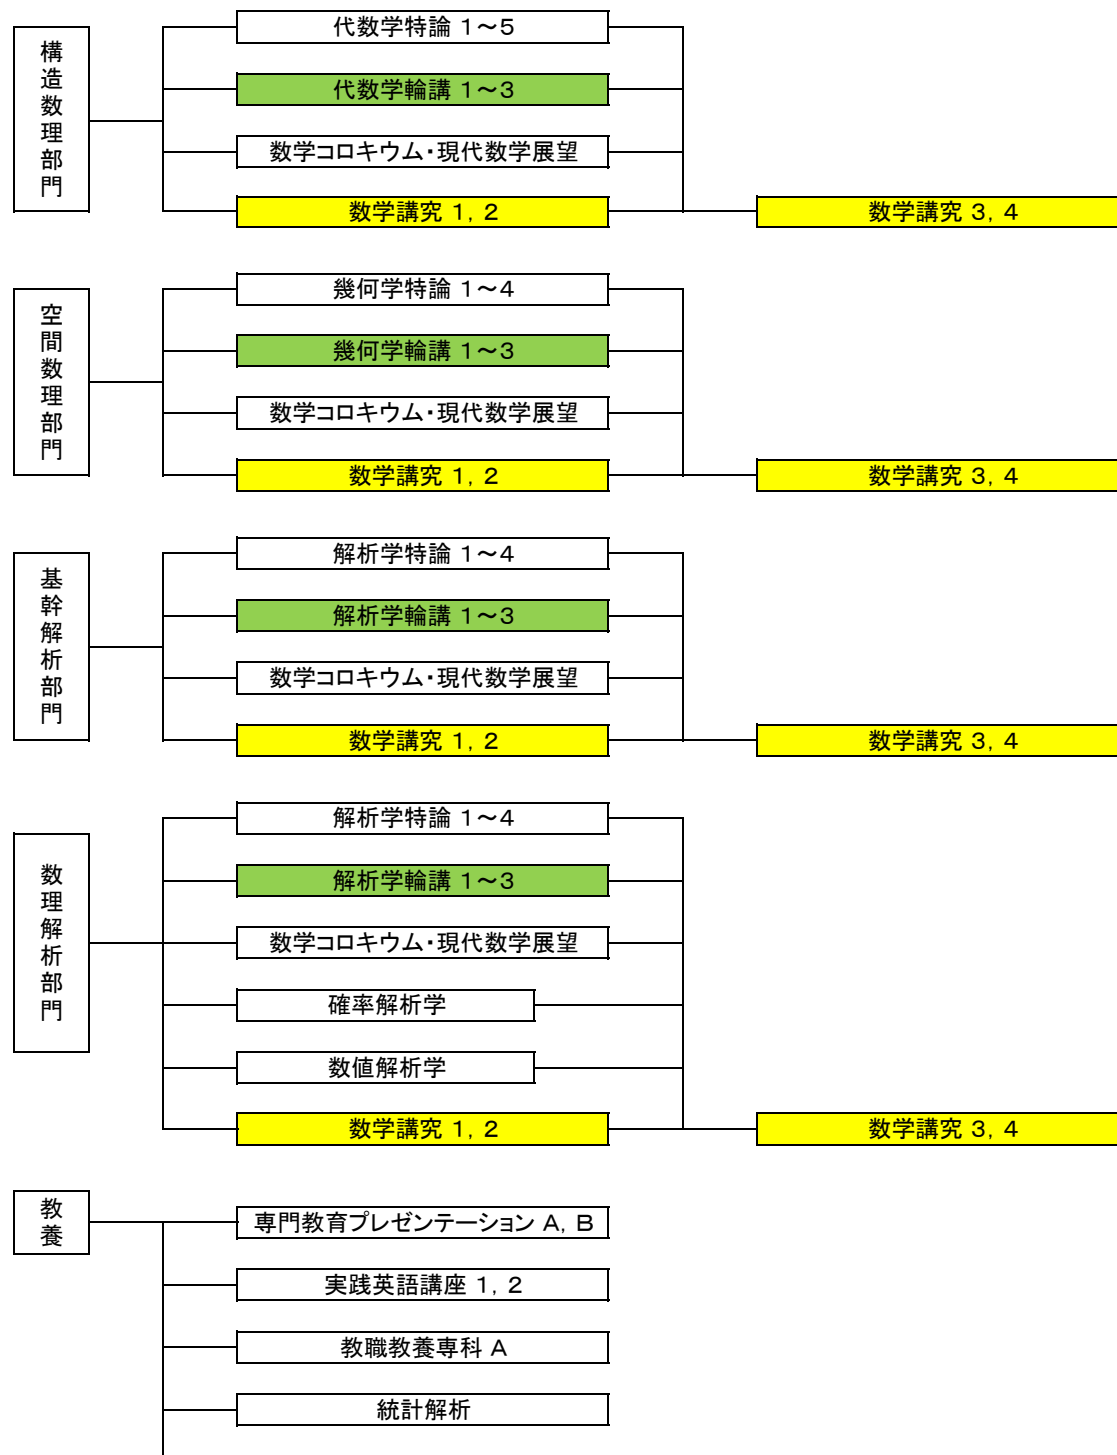 構造数理部門
代数学特論 1～5
代数学輪講 1～3
数学コロキウム・現代数学展望
数学講究 1, 2
数学講究 3, 4
空間数理部門
幾何学特論 1～4
幾何学輪講 1～3
数学コロキウム・現代数学展望
数学講究 1, 2
数学講究 3, 4
基幹解析部門
解析学特論 1～4
解析学輪講 1～3
数学コロキウム・現代数学展望
数学講究 1, 2
数学講究 3, 4
数理解析部門
解析学特論 1～4
解析学輪講 1～3
数学コロキウム・現代数学展望
確率解析学
数値解析学
数学講究 1, 2
数学講究 3, 4
教養
専門教育プレゼンテーション A, B
実践英語講座 1, 2
教職教養専科 A
統計解析